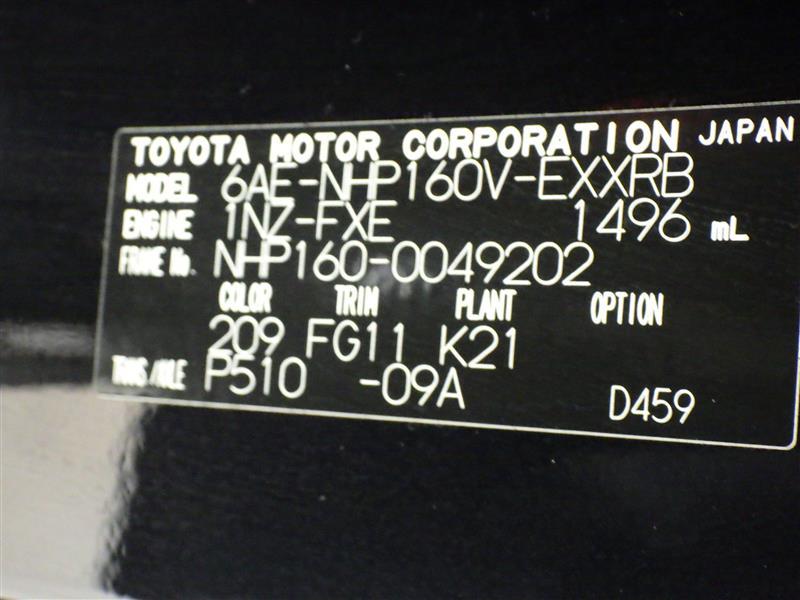 TOYOTA MOTOR CORPORATION JAPAN
MODEL 6AE-NHP160V-EXXRB
ENGINE 1NZ-FXE 1496 mL
FRAME No. NHP160-0049202
COLOR TRIM PLANT OPTION
209 FG11 K21
TRNS/AXLE P510 -09A D459